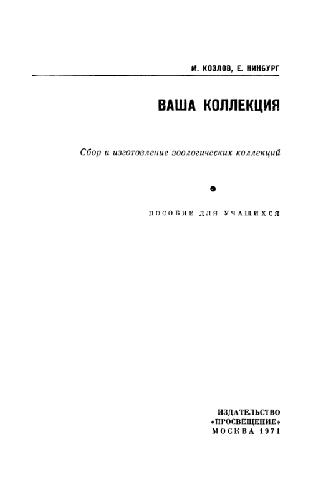 М. КОЗЛОВ, Е. НИНБУРГ
ВАША КОЛЛЕКЦИЯ
Сбор и изготовление зоологических коллекций
ПОСОБИЕ ДЛЯ УЧАЩИХСЯ
ИЗДАТЕЛЬСТВО
«ПРОСВЕЩЕНИЕ»
МОСКВА 1971